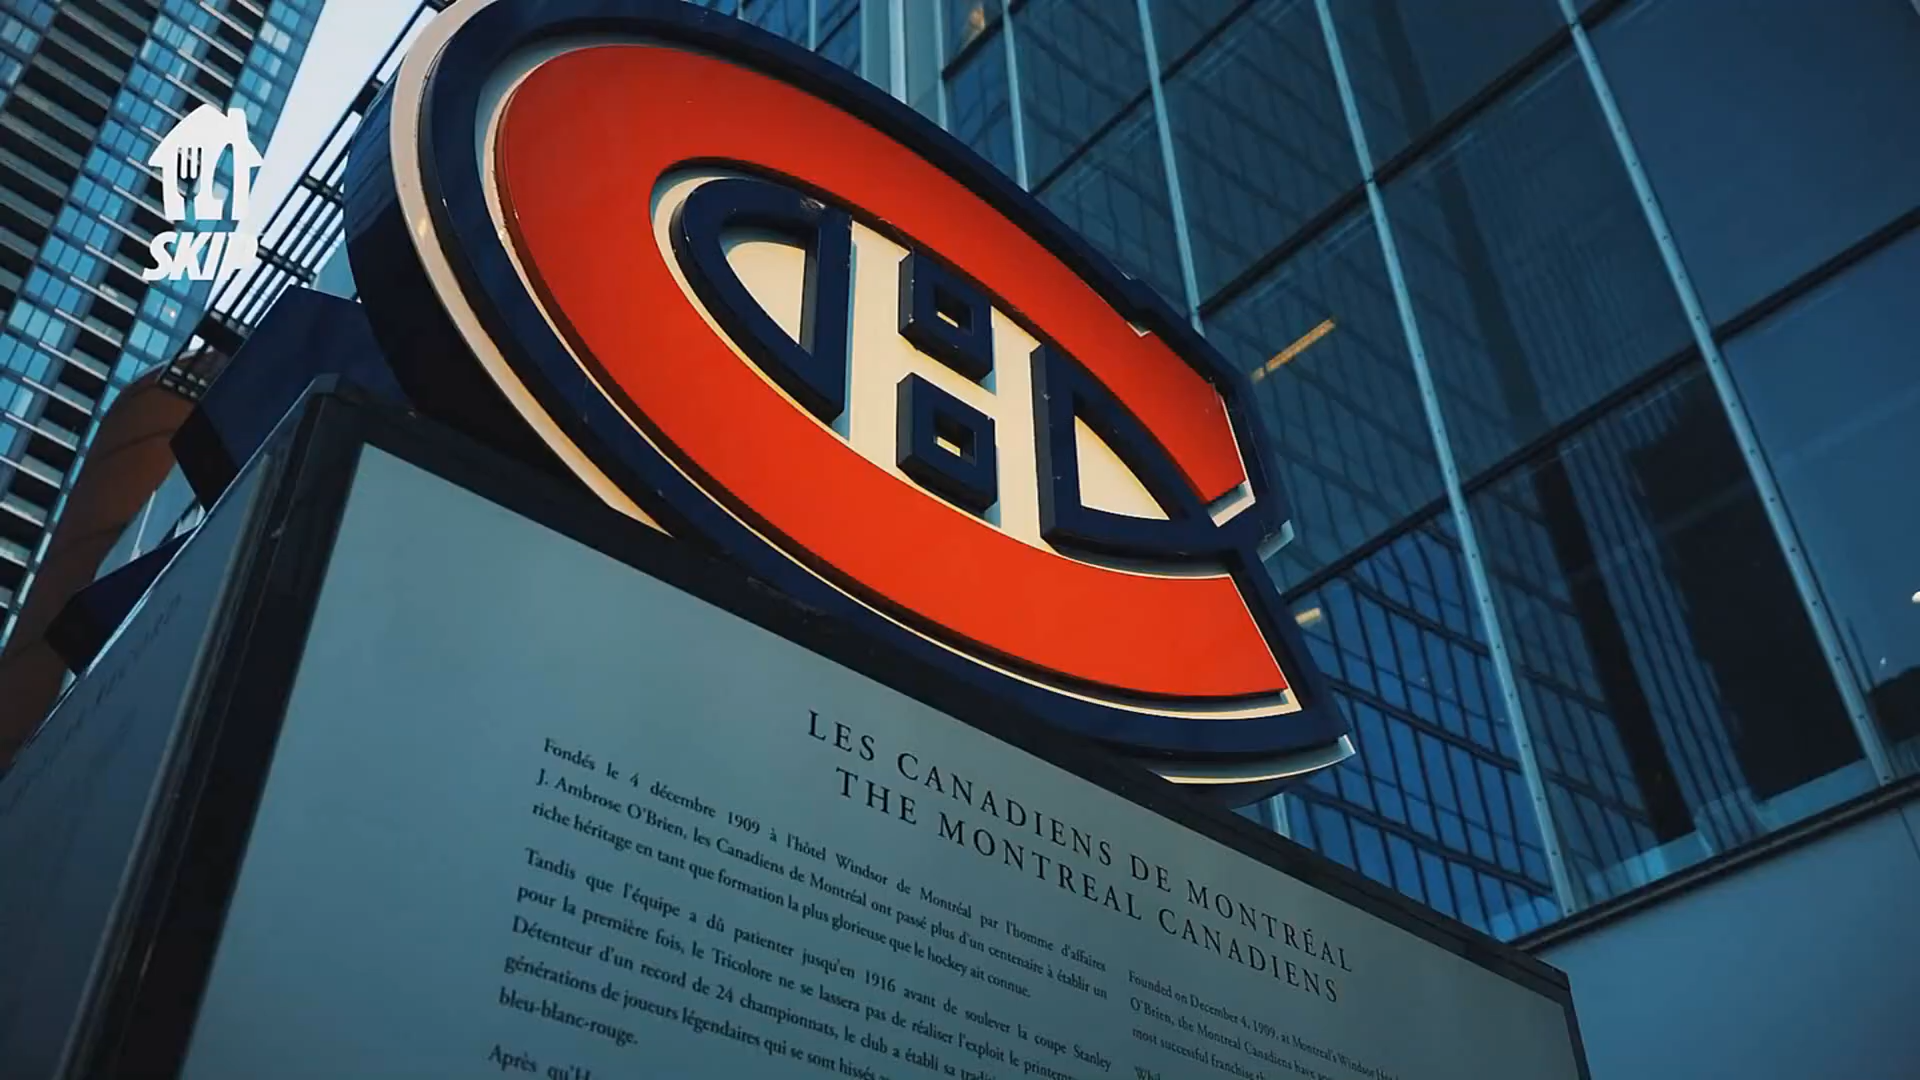 SKIP
LES CANADIENS DE MONTRÉAL
THE MONTREAL CANADIENS
Fondés le 4 décembre 1909 à l'hôtel Windsor de Montréal par l'homme d'affaires
J. Ambrose O'Brien, les Canadiens de Montréal ont passé plus d'un centenaire à établir un
riche héritage en tant que formation la plus glorieuse que le hockey ait connue.
Tandis que l'équipe a dû patienter jusqu'en 1916 avant de soulever la coupe Stanley
pour la première fois, le Tricolore ne se lassera pas de réaliser l'exploit le
Détenteur d'un record de 24 championnats, le club a établi sa
générations de joueurs légendaires qui se sont
bleu-blanc-rouge.
Après
Founded on December 4, 1909, at Montreal's Windsor
O'Brien, the Montreal Canadiens have
most successful franchise